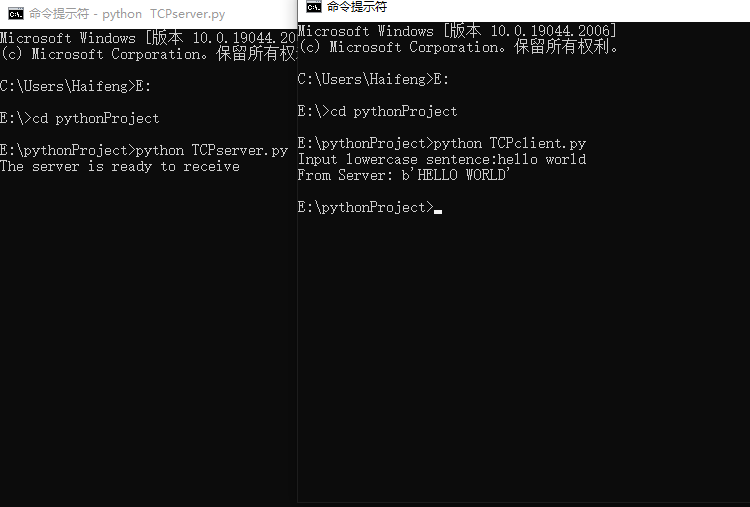 命令提示符 - python  TCPserver.py
Microsoft Windows [版本 10.0.19044.20
(c) Microsoft Corporation。保留所有权
C:\Users\Haifeng>E:
E:\>cd pythonProject
E:\pythonProject>python TCPserver.py
The server is ready to receive
命令提示符
Microsoft Windows [版本 10.0.19044.2006]
(c) Microsoft Corporation。保留所有权利。
C:\Users\Haifeng>E:
E:\>cd pythonProject
E:\pythonProject>python TCPclient.py
Input lowercase sentence:hello world
From Server: b'HELLO WORLD'
E:\pythonProject>